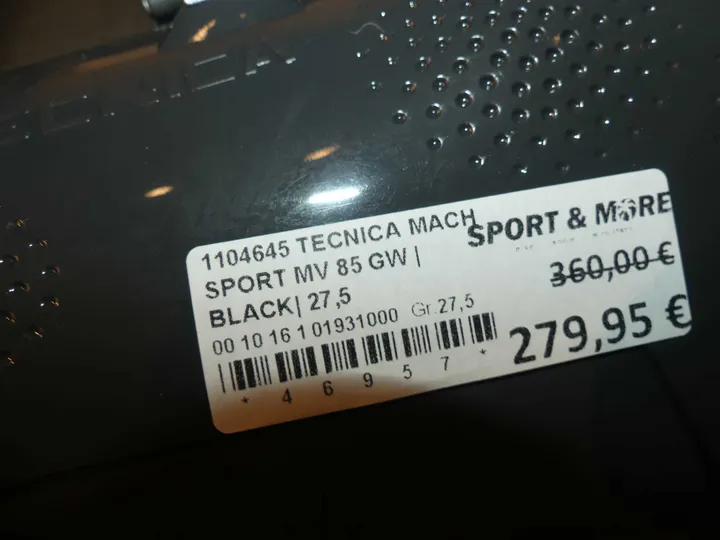 TECNICA
1104645 TECNICA MACH
SPORT MV 85 GW |
BLACK| 27,5
00 10 16 1 01931000 Gr.27,5
* 4 6 9 5 7 *
SPORT & MORE
360,00 €
279,95 €